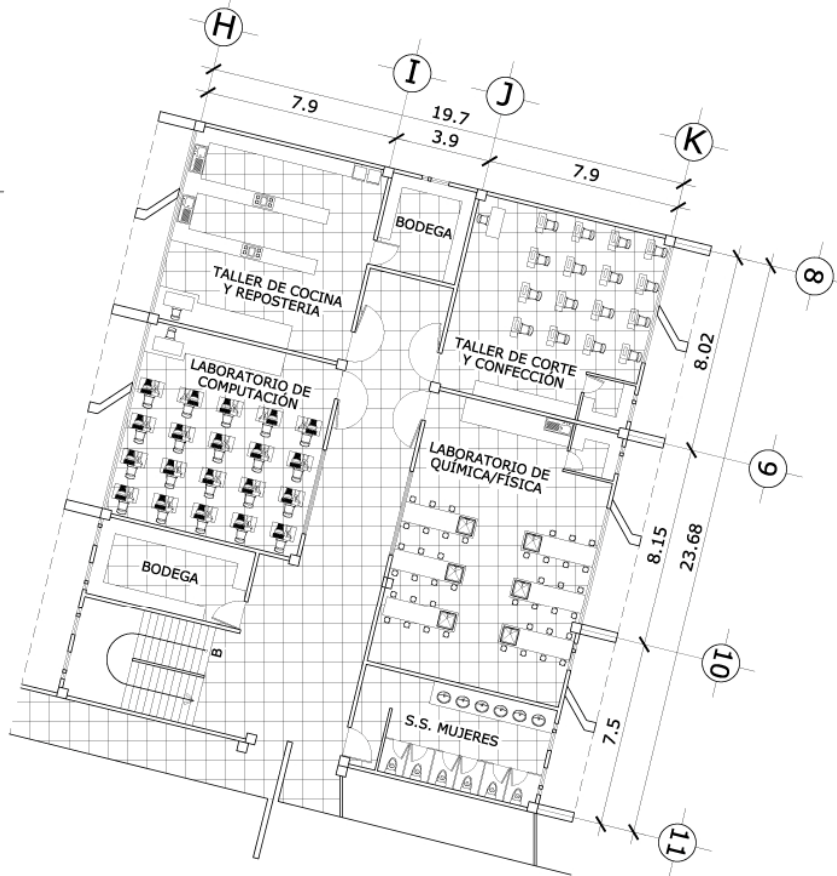 H
I
J
K
7.9
19.7
3.9
7.9
8
9
10
11
8.02
8.15
23.68
7.5
BODEGA
TALLER DE COCINA
Y REPOSTERIA
TALLER DE CORTE
Y CONFECCIÓN
LABORATORIO DE
COMPUTACIÓN
LABORATORIO DE
QUÍMICA/FÍSICA
BODEGA
B
S.S. MUJERES